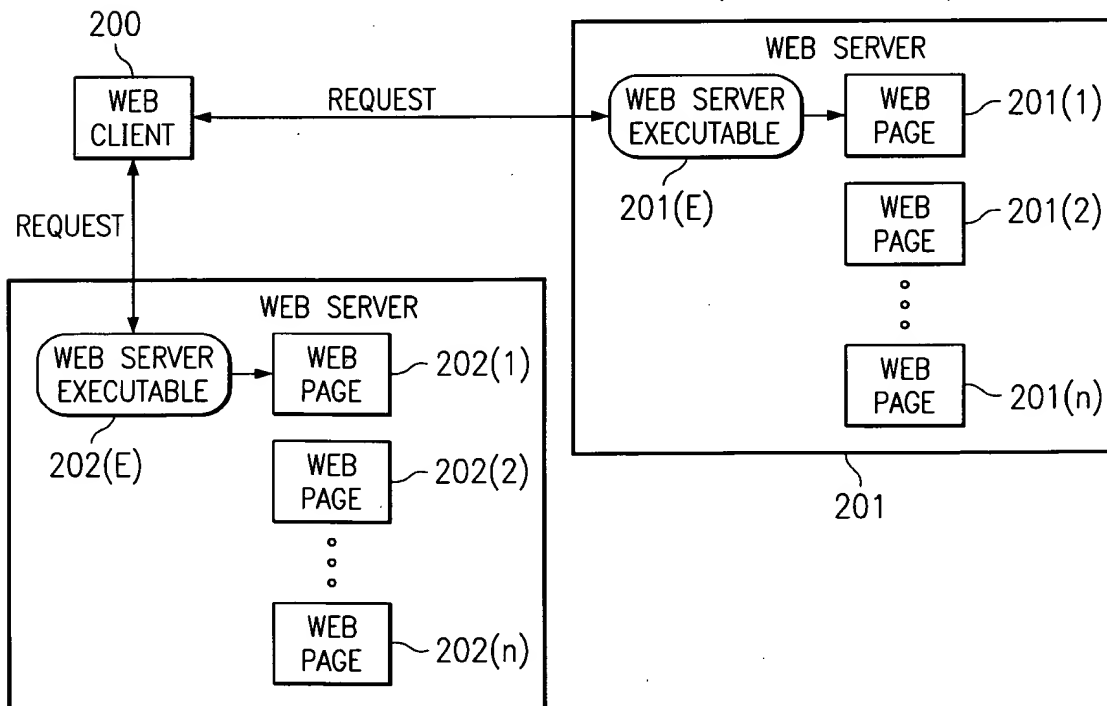 200
WEB
CLIENT
REQUEST
REQUEST
WEB SERVER
WEB SERVER
EXECUTABLE
201(E)
WEB
PAGE
201(1)
WEB
PAGE
201(2)
WEB
PAGE
201(n)
201
WEB SERVER
WEB SERVER
EXECUTABLE
202(E)
WEB
PAGE
202(1)
WEB
PAGE
202(2)
WEB
PAGE
202(n)